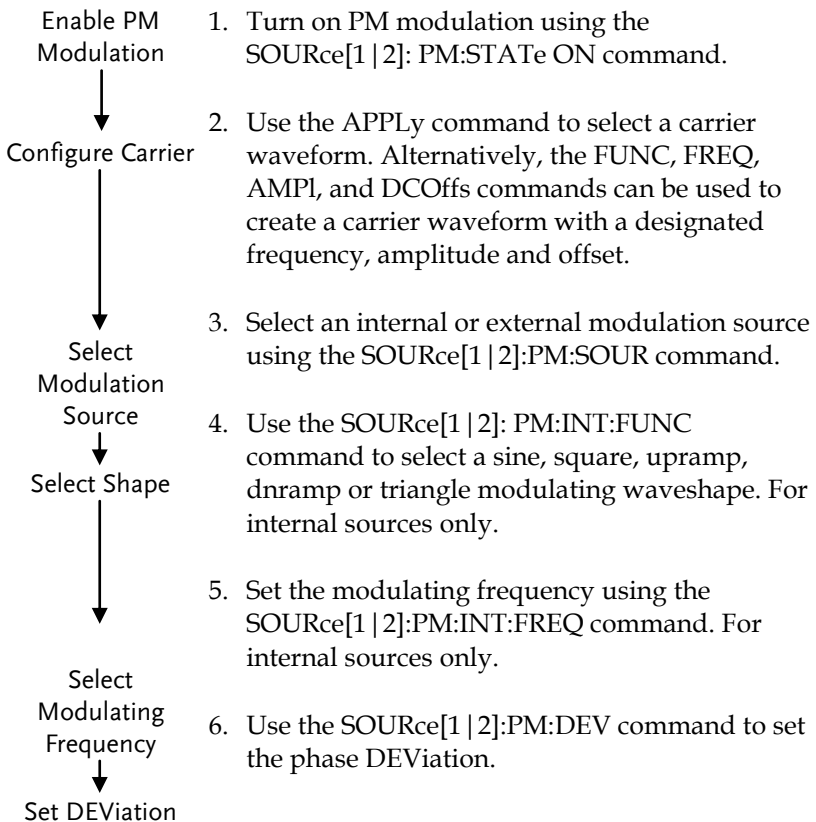 Enable PM
Modulation
1. Turn on PM modulation using the
SOURce[1|2]: PM:STATe ON command.
Configure Carrier
2. Use the APPLy command to select a carrier
waveform. Alternatively, the FUNC, FREQ,
AMPl, and DCOffs commands can be used to
create a carrier waveform with a designated
frequency, amplitude and offset.
Select
Modulation
Source
3. Select an internal or external modulation source
using the SOURce[1|2]:PM:SOUR command.
Select Shape
4. Use the SOURce[1|2]: PM:INT:FUNC
command to select a sine, square, upramp,
dnramp or triangle modulating waveshape. For
internal sources only.
Select
Modulating
Frequency
5. Set the modulating frequency using the
SOURce[1|2]:PM:INT:FREQ command. For
internal sources only.
Set DEViation
6. Use the SOURce[1|2]:PM:DEV command to set
the phase DEViation.